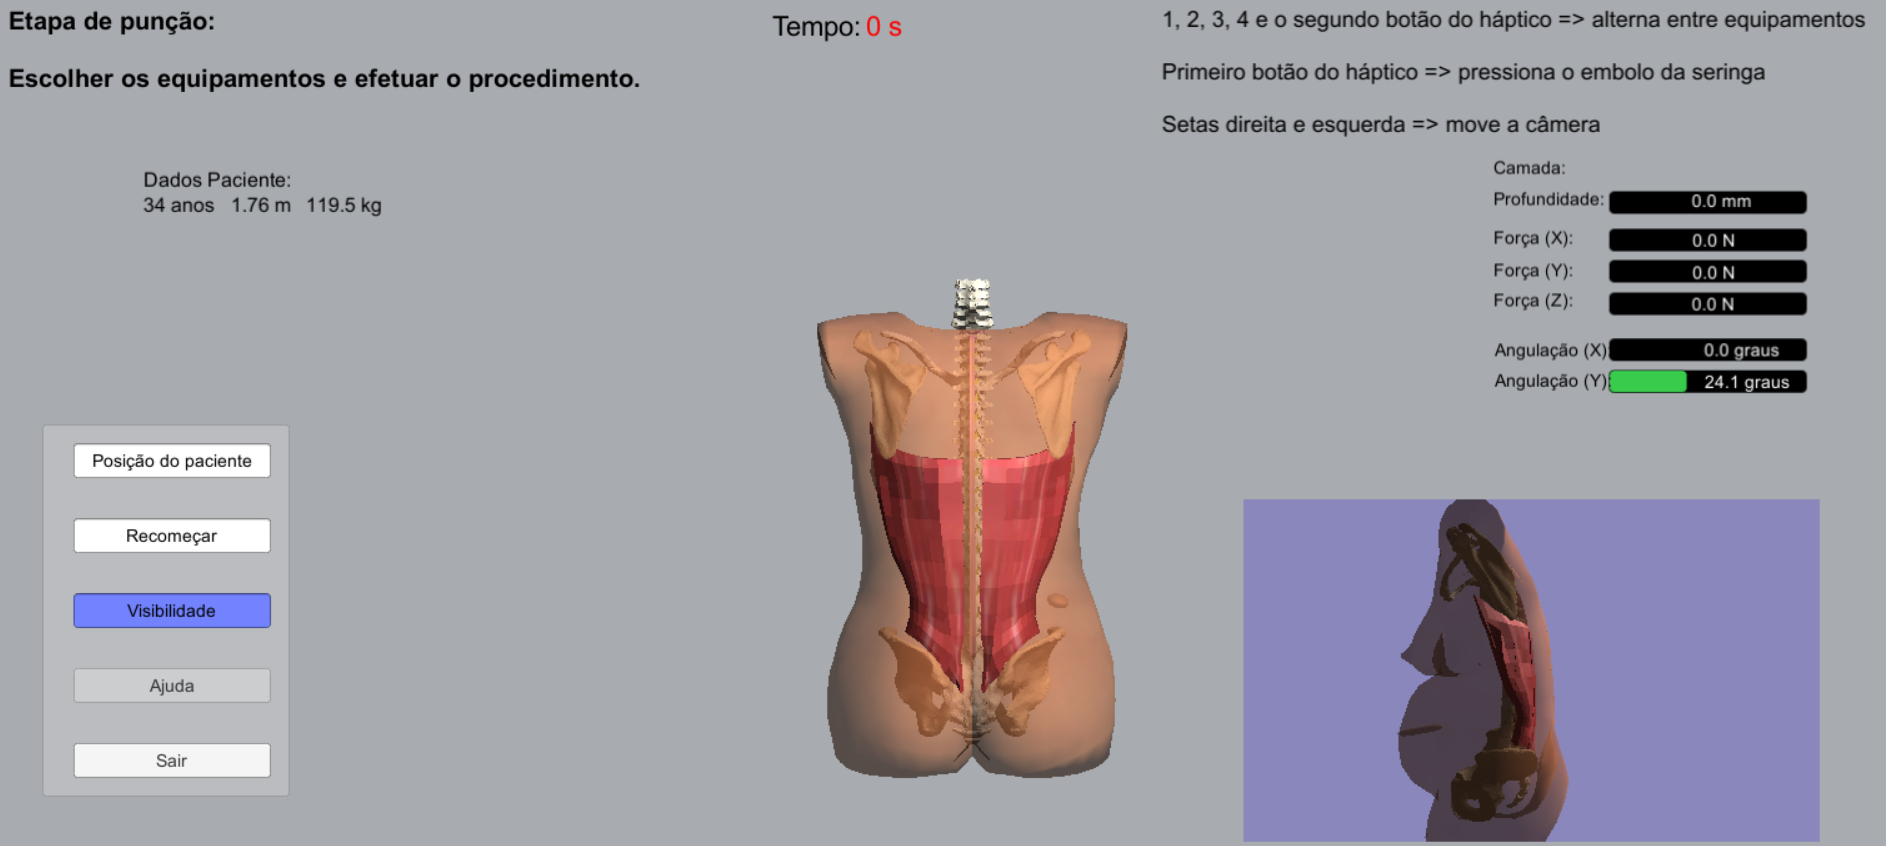 Etapa de punção:
Escolher os equipamentos e efetuar o procedimento.
Tempo: 0 s
1, 2, 3, 4 e o segundo botão do háptico => alterna entre equipamentos
Primeiro botão do háptico => pressiona o embolo da seringa
Setas direita e esquerda => move a câmera
Dados Paciente:
34 anos 1.76 m 119.5 kg
Camada:
Profundidade: 0.0 mm
Força (X): 0.0 N
Força (Y): 0.0 N
Força (Z): 0.0 N
Angulação (X): 0.0 graus
Angulação (Y): 24.1 graus
Posição do paciente
Recomeçar
Visibilidade
Ajuda
Sair